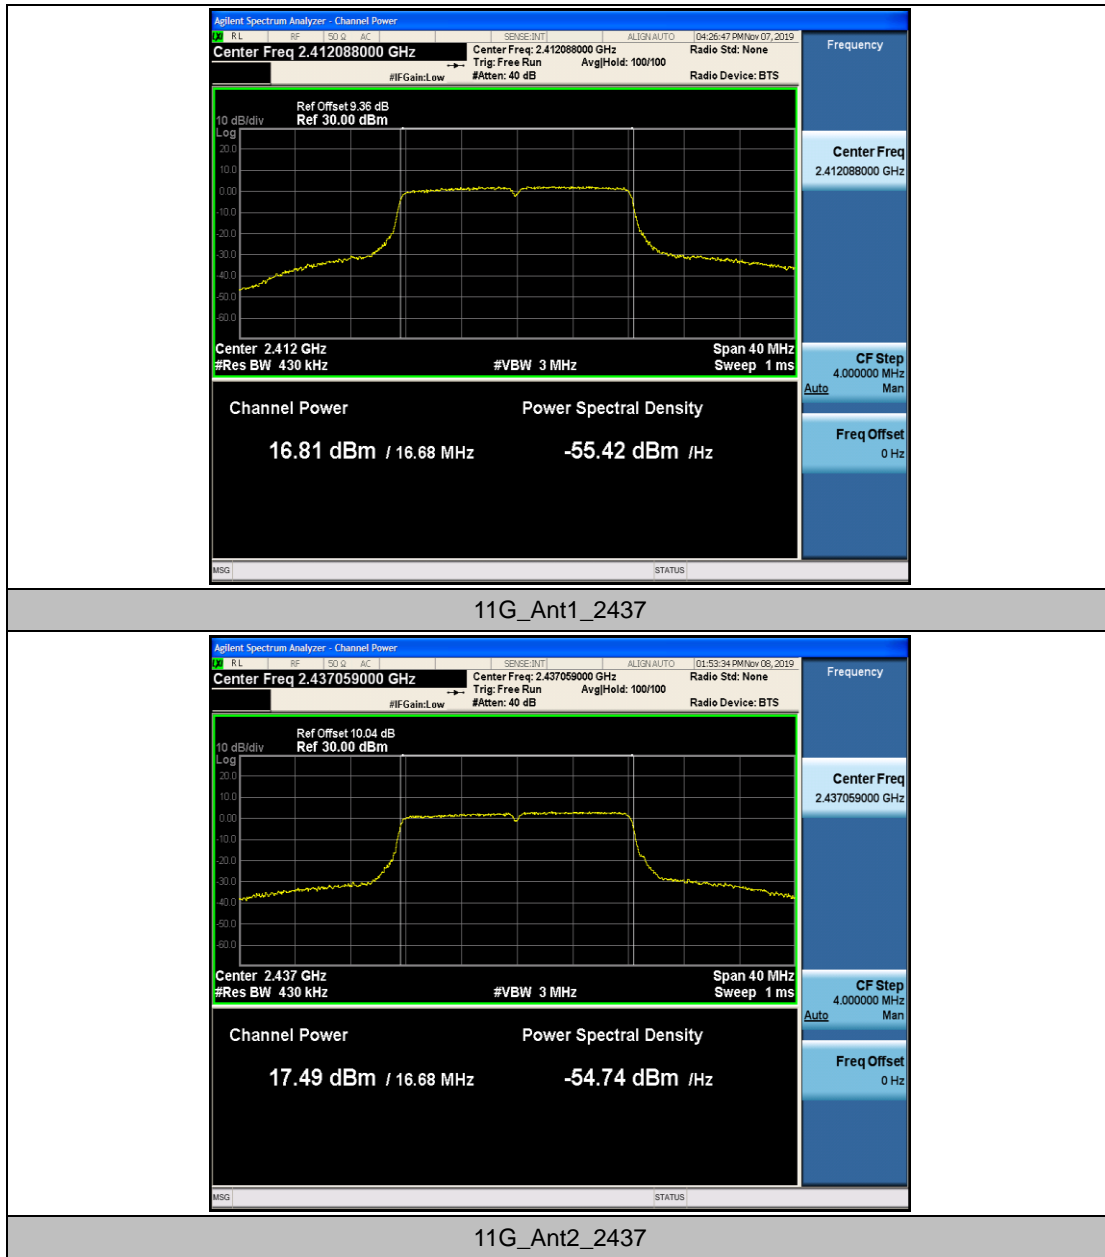 Agilent Spectrum Analyzer - Channel Power
LXI RL RF 50 Ω AC SENSE:INT ALIGN AUTO 04:26:47 PM Nov 07, 2019
Center Freq 2.412088000 GHz
Center Freq: 2.412088000 GHz Radio Std: None
Trig: Free Run Avg|Hold: 100/100
#IFGain:Low #Atten: 40 dB Radio Device: BTS
Frequency
Ref Offset 9.36 dB
10 dB/div Ref 30.00 dBm
Log
20.0
10.0
0.00
-10.0
-20.0
-30.0
-40.0
-50.0
-60.0
Center Freq
2.412088000 GHz
Center 2.412 GHz Span 40 MHz
#Res BW 430 kHz #VBW 3 MHz Sweep 1 ms
CF Step
4.000000 MHz
Auto Man
Channel Power Power Spectral Density
16.81 dBm / 16.68 MHz -55.42 dBm /Hz
Freq Offset
0 Hz
MSG STATUS
11G_Ant1_2437
Agilent Spectrum Analyzer - Channel Power
LXI RL RF 50 Ω AC SENSE:INT ALIGN AUTO 01:53:34 PM Nov 08, 2019
Center Freq 2.437059000 GHz
Center Freq: 2.437059000 GHz Radio Std: None
Trig: Free Run Avg|Hold: 100/100
#IFGain:Low #Atten: 40 dB Radio Device: BTS
Frequency
Ref Offset 10.04 dB
10 dB/div Ref 30.00 dBm
Log
20.0
10.0
0.00
-10.0
-20.0
-30.0
-40.0
-50.0
-60.0
Center Freq
2.437059000 GHz
Center 2.437 GHz Span 40 MHz
#Res BW 430 kHz #VBW 3 MHz Sweep 1 ms
CF Step
4.000000 MHz
Auto Man
Channel Power Power Spectral Density
17.49 dBm / 16.68 MHz -54.74 dBm /Hz
Freq Offset
0 Hz
MSG STATUS
11G_Ant2_2437